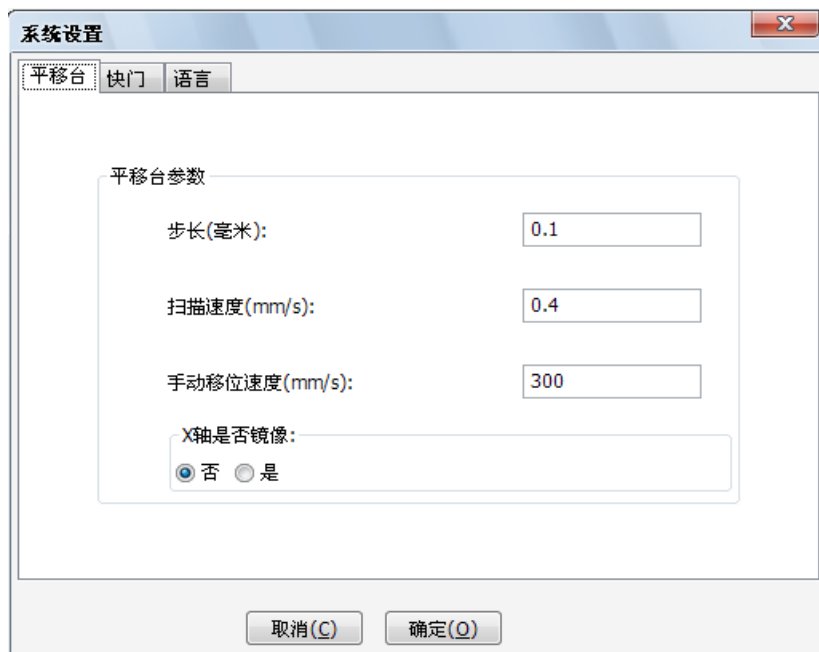 系统设置
平移台 快门 语言
平移台参数
步长(毫米): 0.1
扫描速度(mm/s): 0.4
手动移位速度(mm/s): 300
X轴是否镜像:
否 是
取消(C) 确定(O)